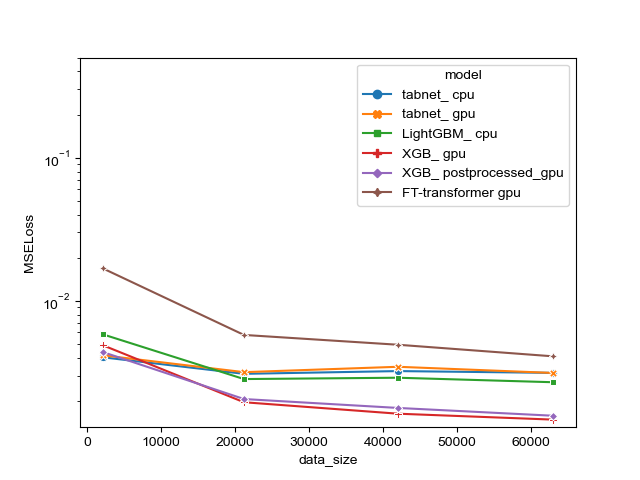 model
tabnet_ cpu
tabnet_ gpu
LightGBM_ cpu
XGB_ gpu
XGB_ postprocessed_gpu
FT-transformer gpu
10⁻¹
10⁻²
MSELoss
0 10000 20000 30000 40000 50000 60000
data_size